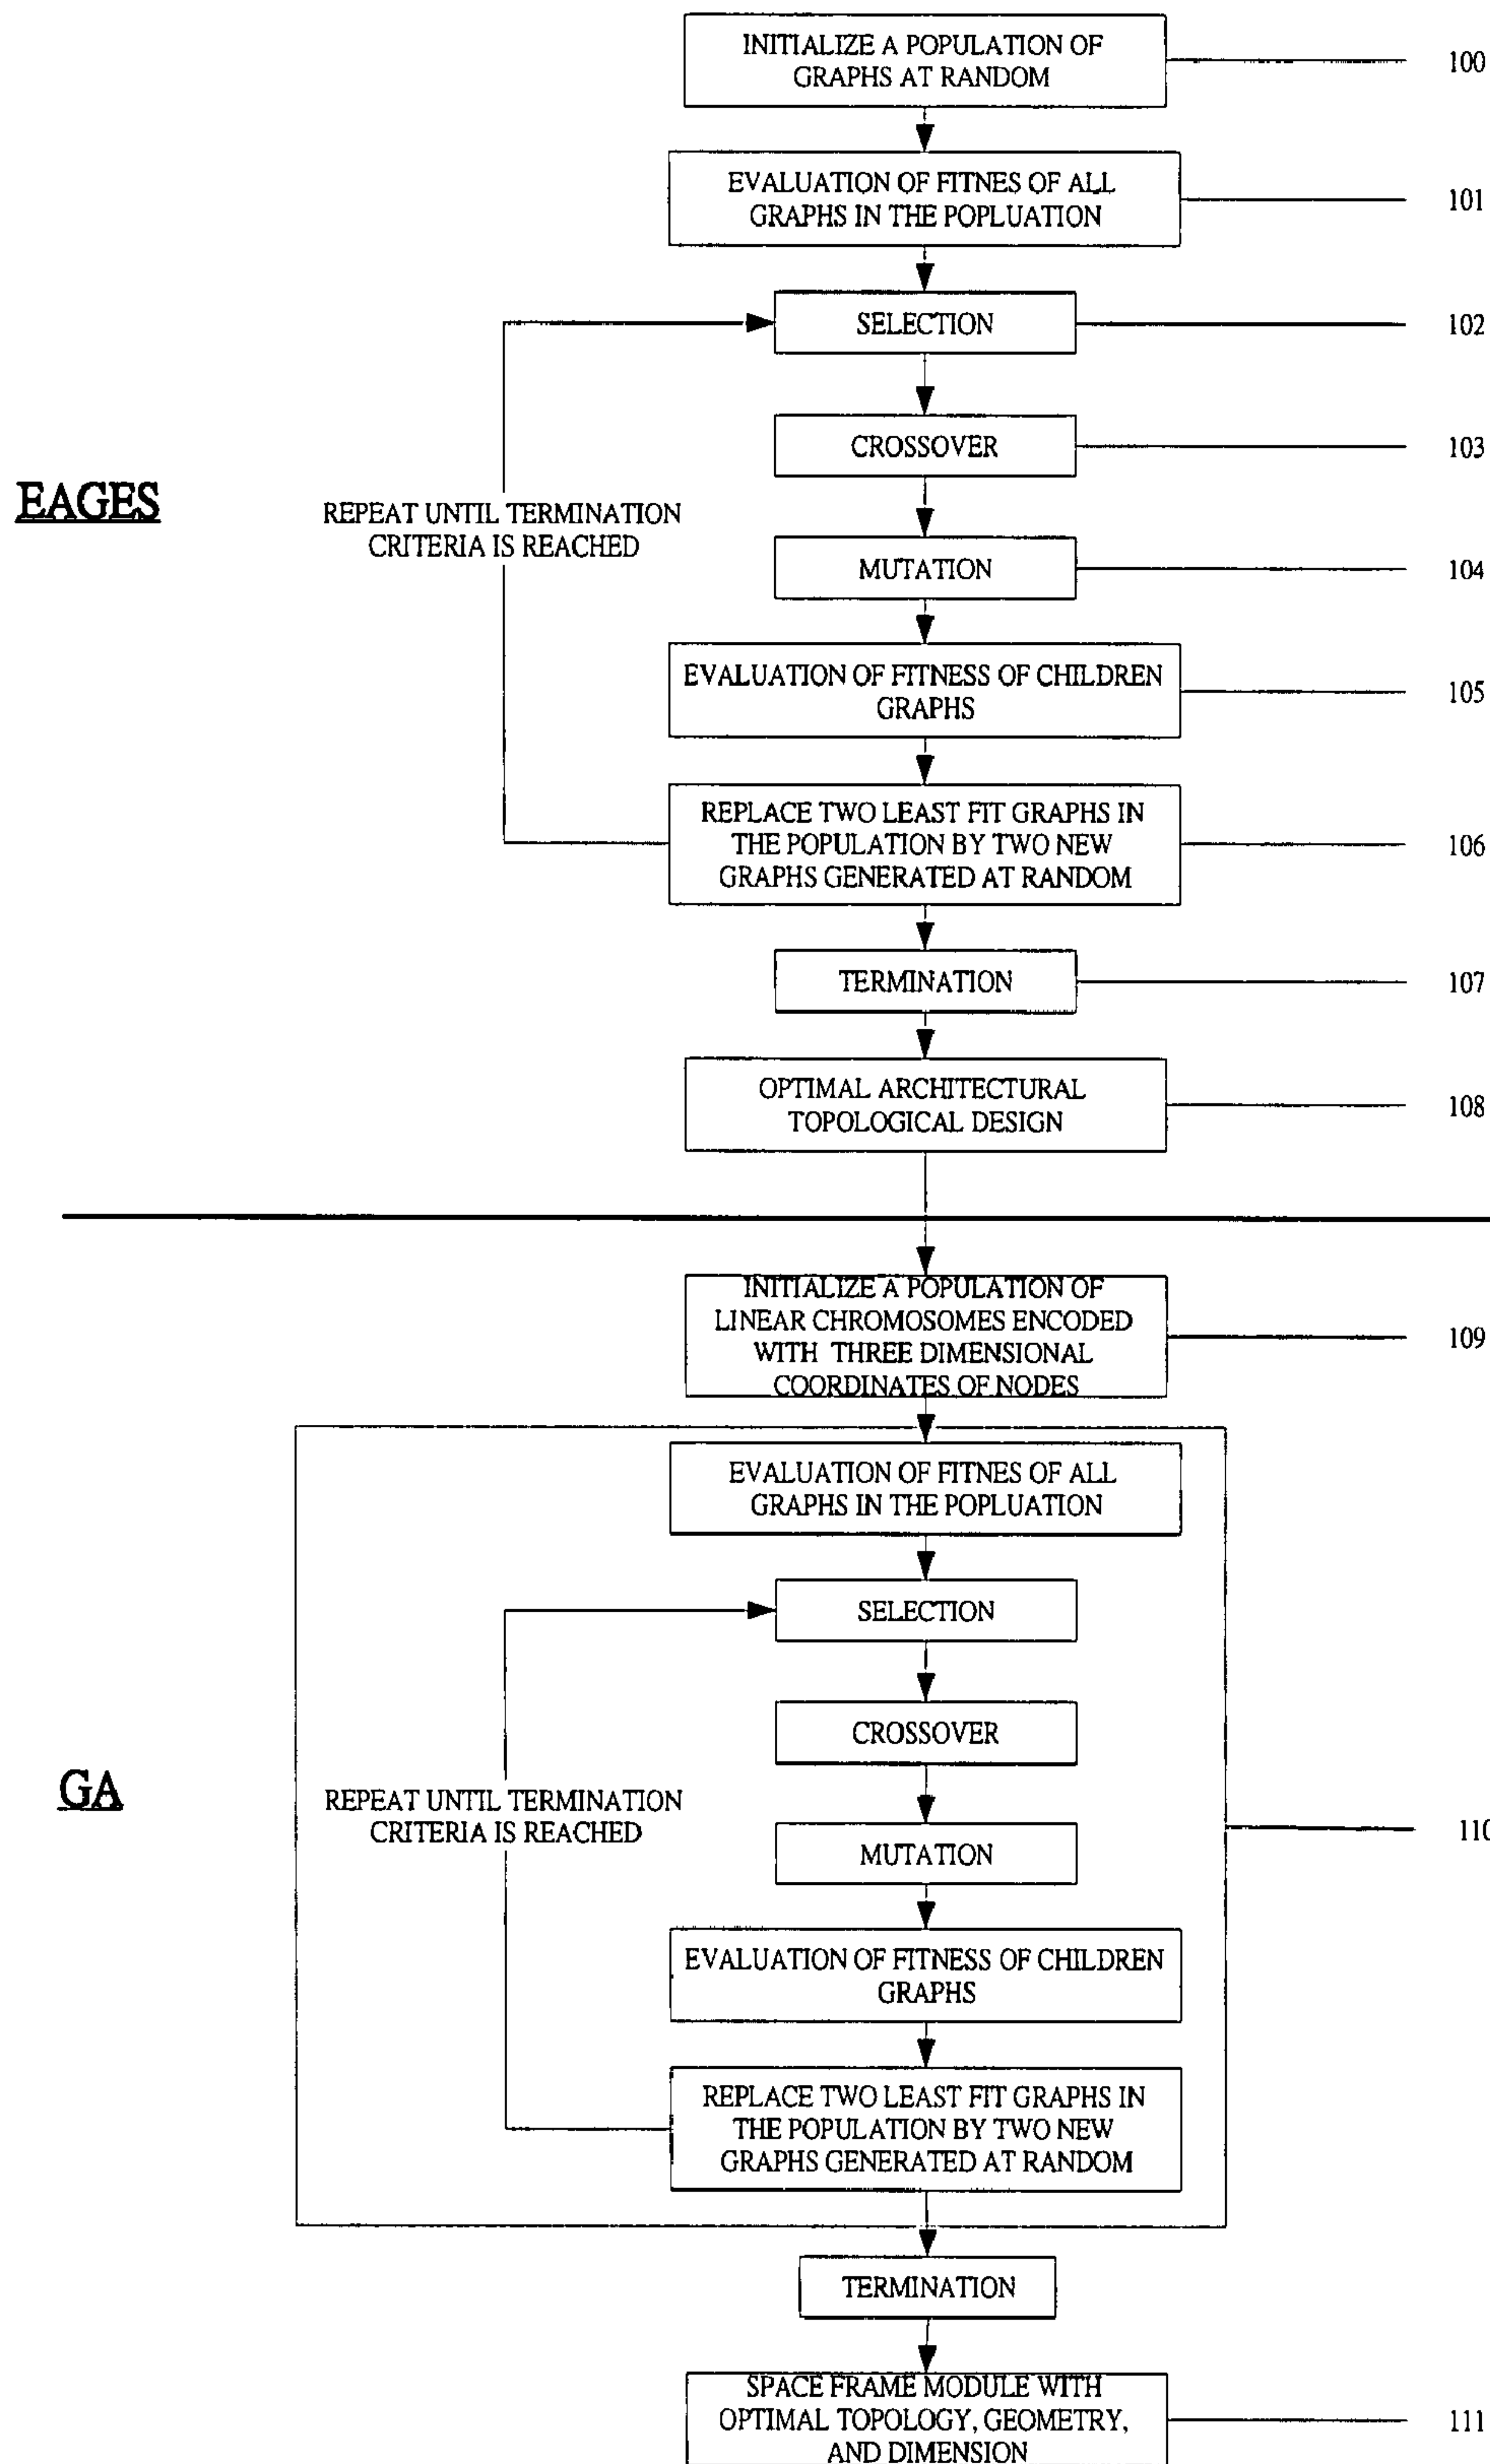 INITIALIZE A POPULATION OF
GRAPHS AT RANDOM
100
EVALUATION OF FITNES OF ALL
GRAPHS IN THE POPLUATION
101
SELECTION
102
CROSSOVER
103
EAGES
REPEAT UNTIL TERMINATION
CRITERIA IS REACHED
MUTATION
104
EVALUATION OF FITNESS OF CHILDREN
GRAPHS
105
REPLACE TWO LEAST FIT GRAPHS IN
THE POPULATION BY TWO NEW
GRAPHS GENERATED AT RANDOM
106
TERMINATION
107
OPTIMAL ARCHITECTURAL
TOPOLOGICAL DESIGN
108
INITIALIZE A POPULATION OF
LINEAR CHROMOSOMES ENCODED
WITH THREE DIMENSIONAL
COORDINATES OF NODES
109
EVALUATION OF FITNES OF ALL
GRAPHS IN THE POPLUATION
SELECTION
CROSSOVER
GA
REPEAT UNTIL TERMINATION
CRITERIA IS REACHED
MUTATION
110
EVALUATION OF FITNESS OF CHILDREN
GRAPHS
REPLACE TWO LEAST FIT GRAPHS IN
THE POPULATION BY TWO NEW
GRAPHS GENERATED AT RANDOM
TERMINATION
SPACE FRAME MODULE WITH
OPTIMAL TOPOLOGY, GEOMETRY,
AND DIMENSION
111